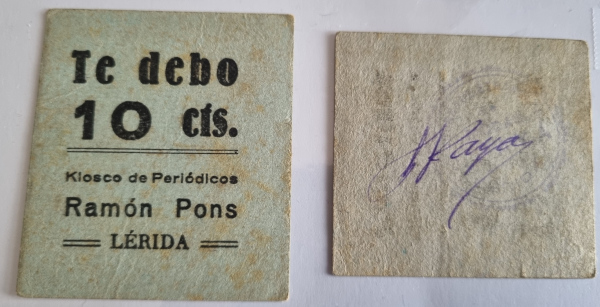 Te debo
10 cts.
Kiosco de Periódicos
Ramón Pons
LÉRIDA